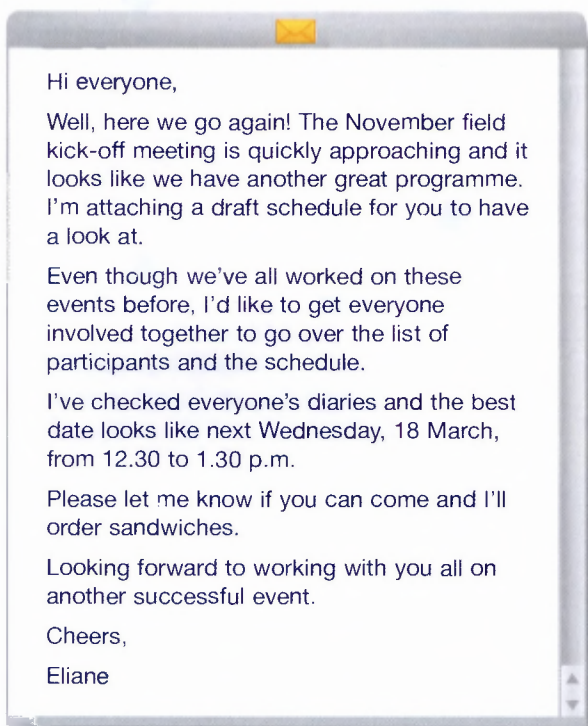 Hi everyone,
Well, here we go again! The November field
kick-off meeting is quickly approaching and it
looks like we have another great programme.
I'm attaching a draft schedule for you to have
a look at.
Even though we've all worked on these
events before, I'd like to get everyone
involved together to go over the list of
participants and the schedule.
I've checked everyone's diaries and the best
date looks like next Wednesday, 18 March,
from 12.30 to 1.30 p.m.
Please let me know if you can come and I'll
order sandwiches.
Looking forward to working with you all on
another successful event.
Cheers,
Eliane